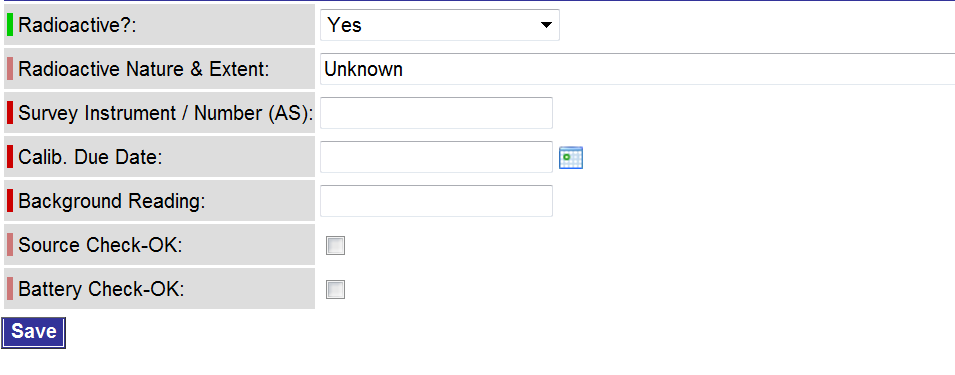 Radioactive?: Yes
Radioactive Nature & Extent: Unknown
Survey Instrument / Number (AS):
Calib. Due Date:
Background Reading:
Source Check-OK:
Battery Check-OK:
Save